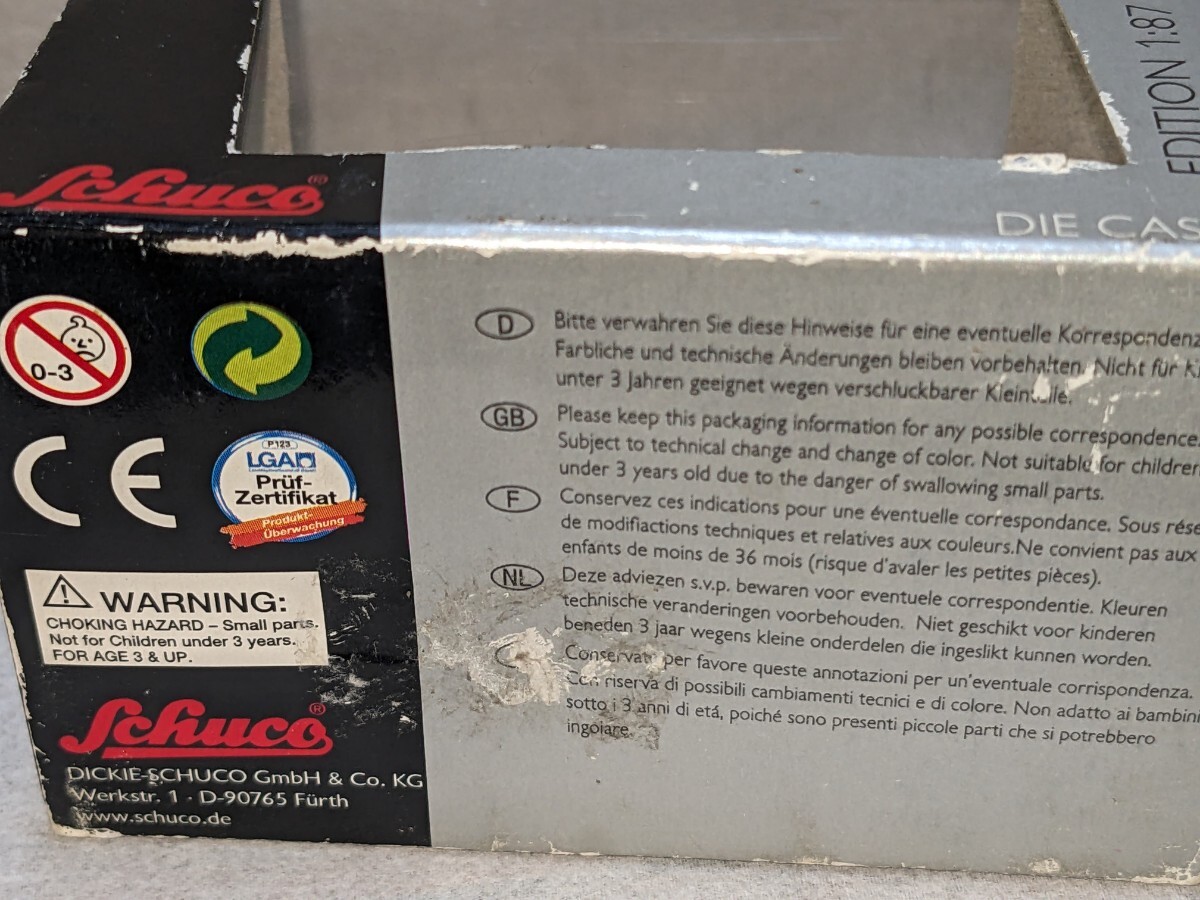 EDITION 1:87
Schuco®
DIE CAS
0-3
CE
P 123
LGA
Prüf-
Zertifikat
Produkt-
Überwachung
WARNING:
CHOKING HAZARD – Small parts.
Not for Children under 3 years.
FOR AGE 3 & UP.
Schuco®
DICKIE-SCHUCO GmbH & Co. KG
Werkstr. 1 · D-90765 Fürth
www.schuco.de
D Bitte verwahren Sie diese Hinweise für eine eventuelle Korrespondenz
Farbliche und technische Änderungen bleiben vorbehalten. Nicht für Ki
unter 3 Jahren geeignet wegen verschluckbarer Kleinteile.
GB Please keep this packaging information for any possible correspondence.
Subject to technical change and change of color. Not suitable for children
under 3 years old due to the danger of swallowing small parts.
F Conservez ces indications pour une éventuelle correspondance. Sous rése
de modifiactions techniques et relatives aux couleurs.Ne convient pas aux
enfants de moins de 36 mois (risque d'avaler les petites pièces).
NL Deze adviezen s.v.p. bewaren voor eventuele correspondentie. Kleuren
technische veranderingen voorbehouden. Niet geschikt voor kinderen
beneden 3 jaar wegens kleine onderdelen die ingeslikt kunnen worden.
Conservate per favore queste annotazioni per un'eventuale corrispondenza.
Con riserva di possibili cambiamenti tecnici e di colore. Non adatto ai bambini
sotto i 3 anni di etá, poiché sono presenti piccole parti che si potrebbero
ingoiare.